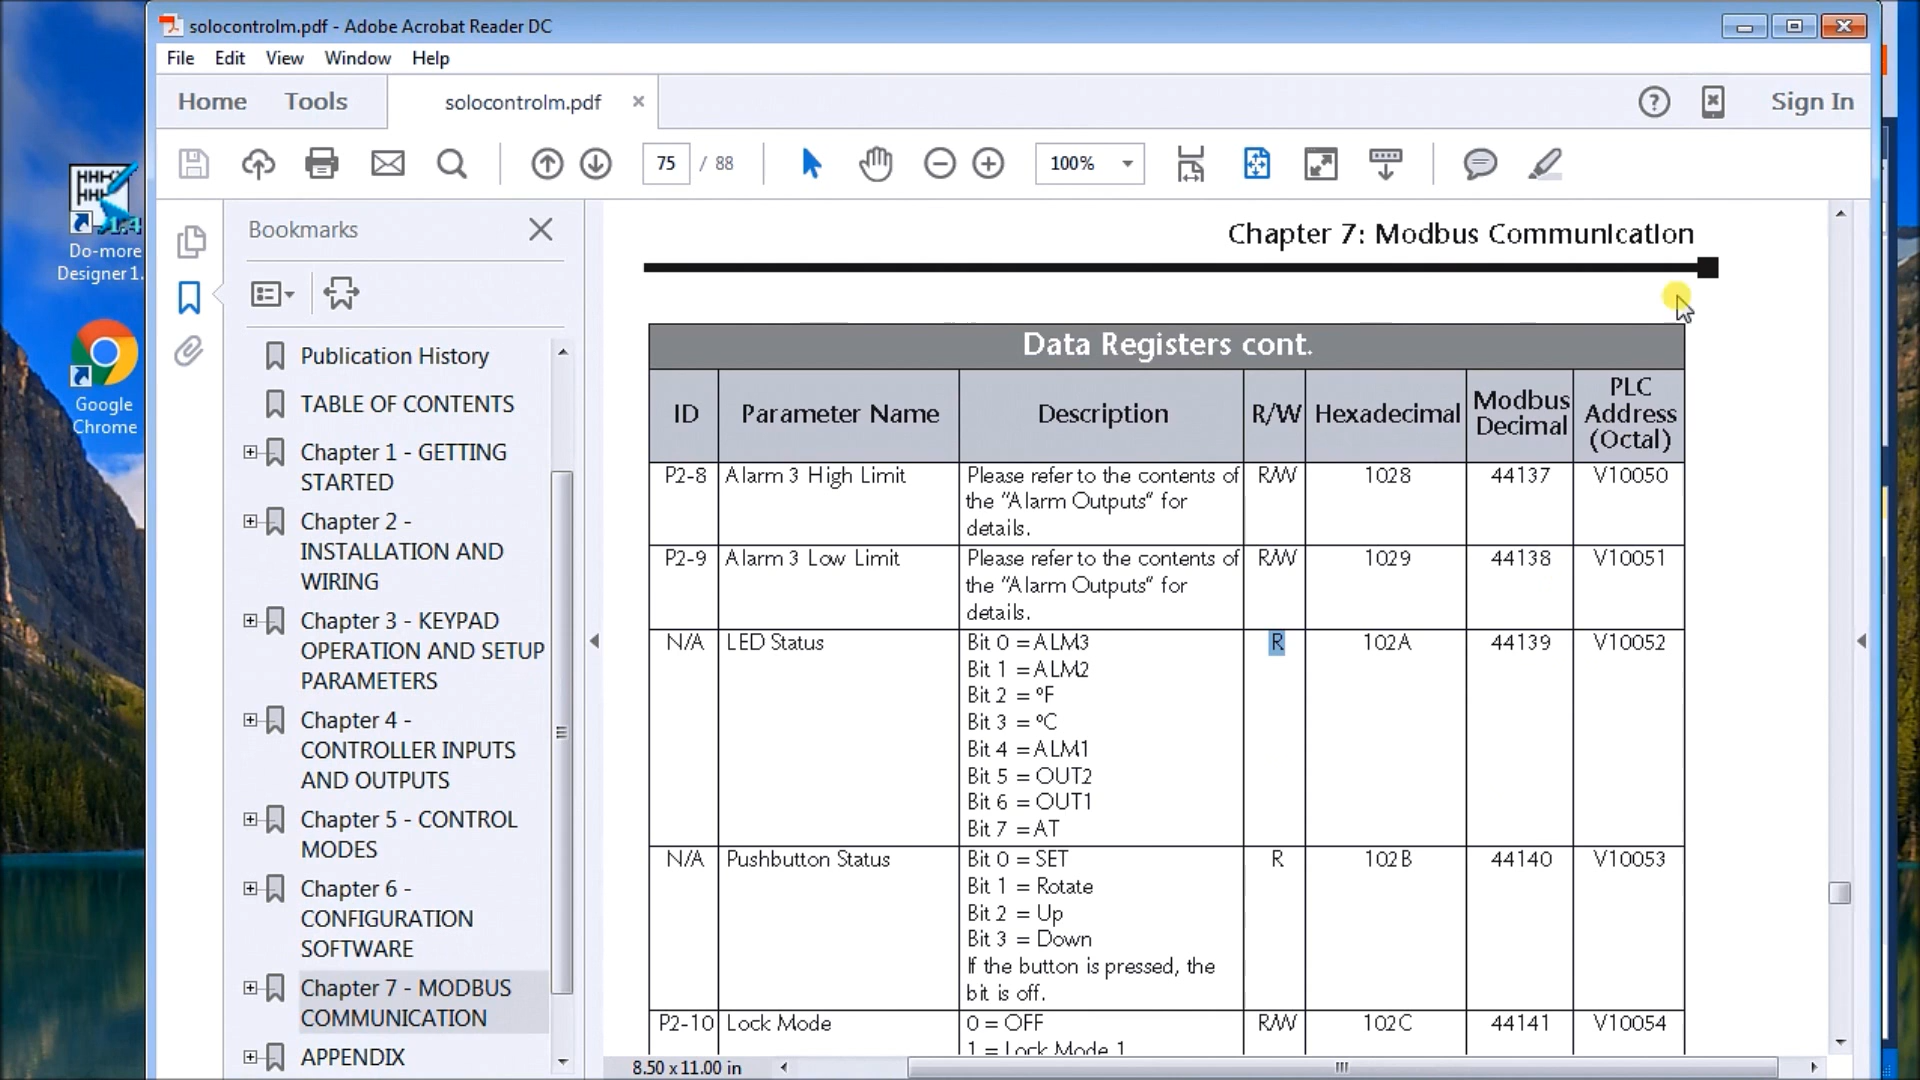 solocontrolm.pdf - Adobe Acrobat Reader DC
File Edit View Window Help
Home Tools solocontrolm.pdf × Sign In
75 / 88 100%
Do-more
Designer 1.
Google
Chrome
Bookmarks
Publication History
TABLE OF CONTENTS
Chapter 1 - GETTING
STARTED
Chapter 2 -
INSTALLATION AND
WIRING
Chapter 3 - KEYPAD
OPERATION AND SETUP
PARAMETERS
Chapter 4 -
CONTROLLER INPUTS
AND OUTPUTS
Chapter 5 - CONTROL
MODES
Chapter 6 -
CONFIGURATION
SOFTWARE
Chapter 7 - MODBUS
COMMUNICATION
APPENDIX
Chapter 7: Modbus Communication
Data Registers cont.
ID Parameter Name Description R/W Hexadecimal Modbus Decimal PLC Address (Octal)
P2-8 Alarm 3 High Limit Please refer to the contents of R/W 1028 44137 V10050
the “Alarm Outputs” for
details.
P2-9 Alarm 3 Low Limit Please refer to the contents of R/W 1029 44138 V10051
the “Alarm Outputs” for
details.
N/A LED Status Bit 0 = ALM3 R 102A 44139 V10052
Bit 1 = ALM2
Bit 2 = ºF
Bit 3 = ºC
Bit 4 = ALM1
Bit 5 = OUT2
Bit 6 = OUT1
Bit 7 = AT
N/A Pushbutton Status Bit 0 = SET R 102B 44140 V10053
Bit 1 = Rotate
Bit 2 = Up
Bit 3 = Down
If the button is pressed, the
bit is off.
P2-10 Lock Mode 0 = OFF R/W 102C 44141 V10054
1 = Lock Mode 1
8.50 x 11.00 in